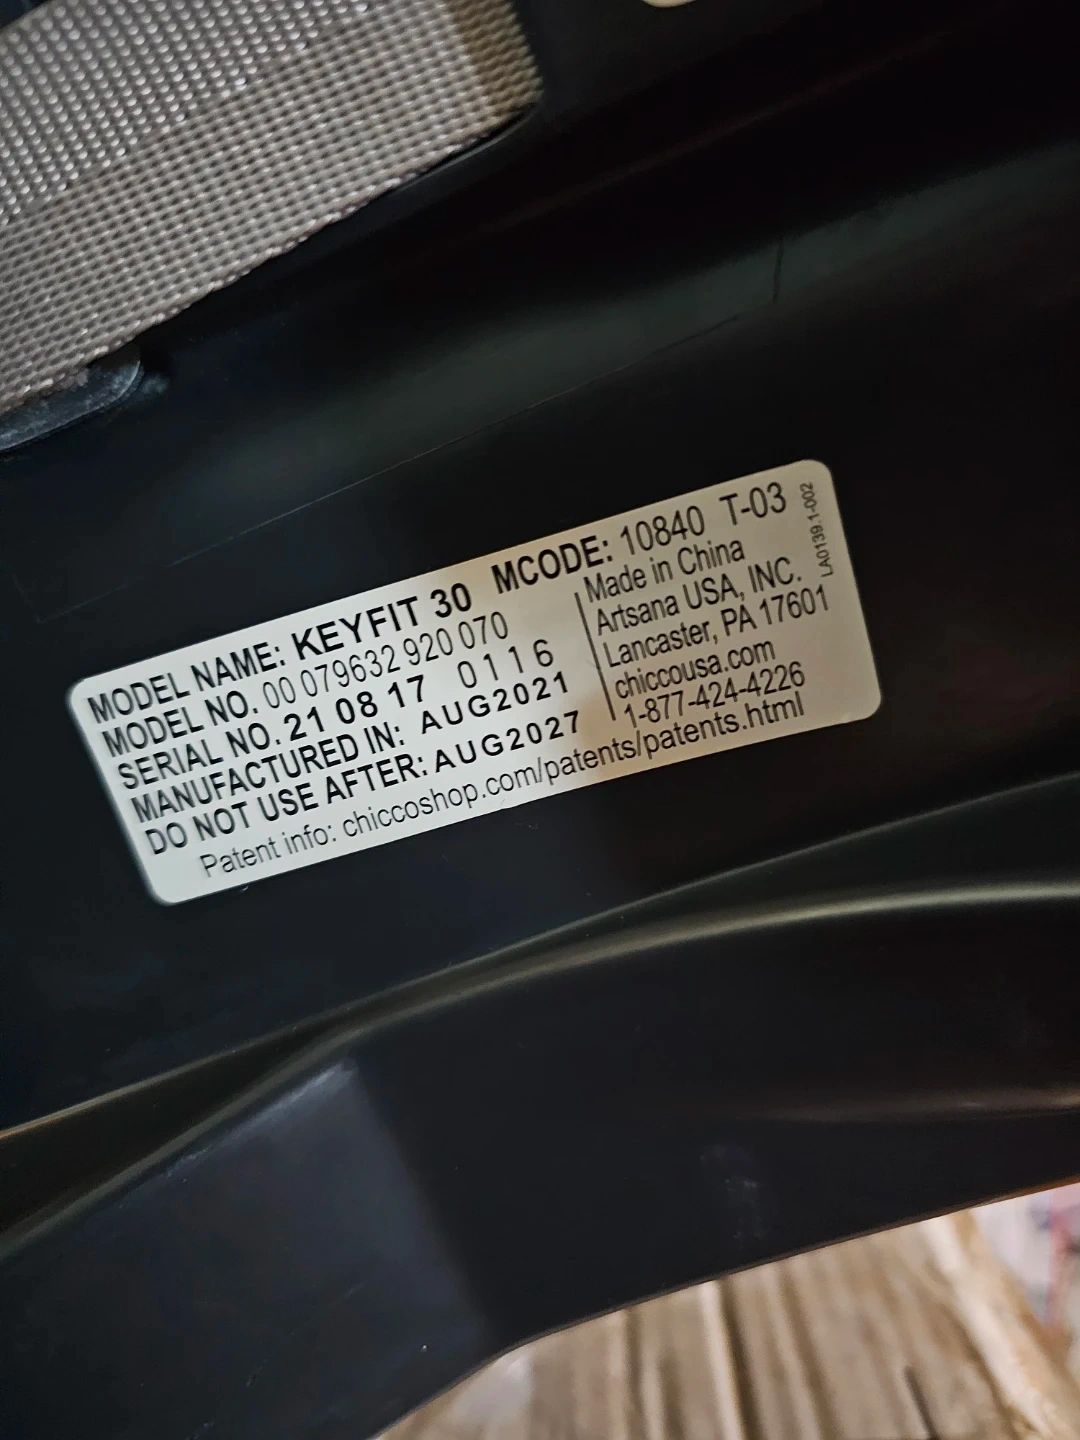 MODEL NAME: KEYFIT 30 MCODE: 10840 T-03
MODEL NO. 00 079632 920 070
SERIAL NO. 21 08 17 0116
MANUFACTURED IN: AUG2021
DO NOT USE AFTER: AUG2027
Made in China
Artsana USA, INC.
Lancaster, PA 17601
chiccousa.com
1-877-424-4226
Patent info: chiccoshop.com/patents/patents.html
LA0139.1-002